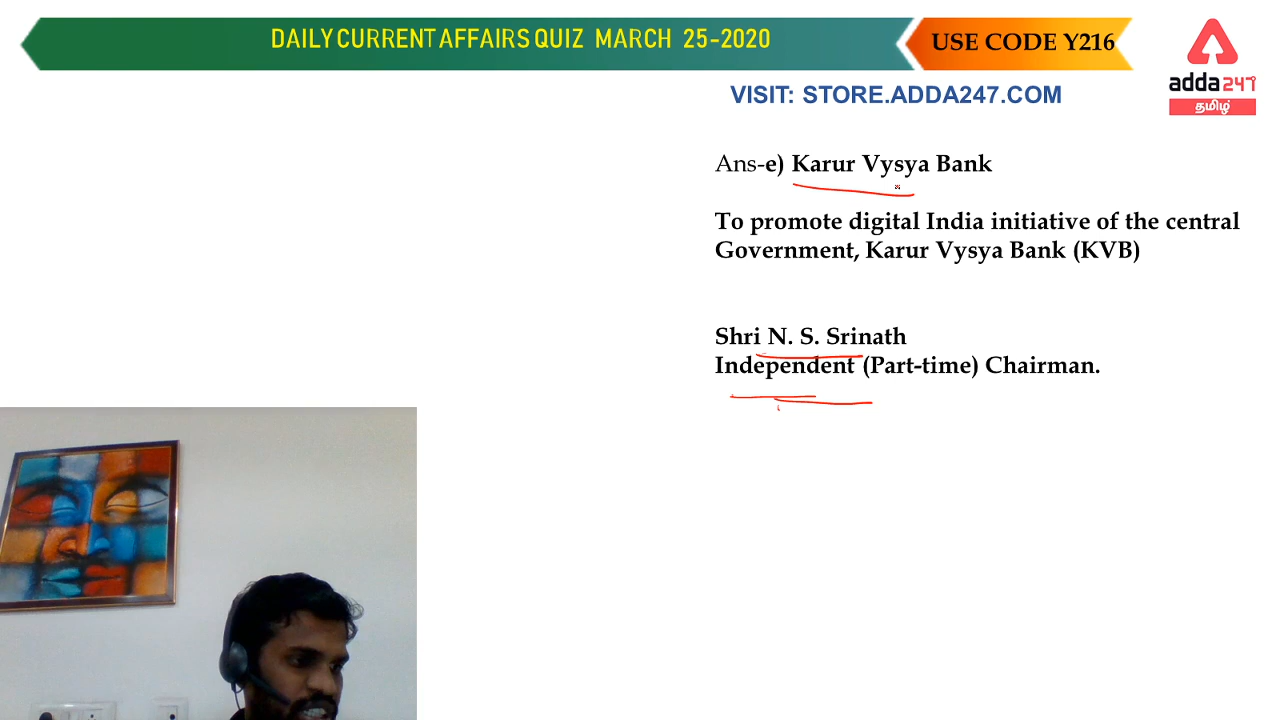 DAILY CURRENT AFFAIRS QUIZ MARCH 25-2020
USE CODE Y216
adda247
தமிழ்
VISIT: STORE.ADDA247.COM
Ans-e) Karur Vysya Bank
To promote digital India initiative of the central
Government, Karur Vysya Bank (KVB)
Shri N. S. Srinath
Independent (Part-time) Chairman.